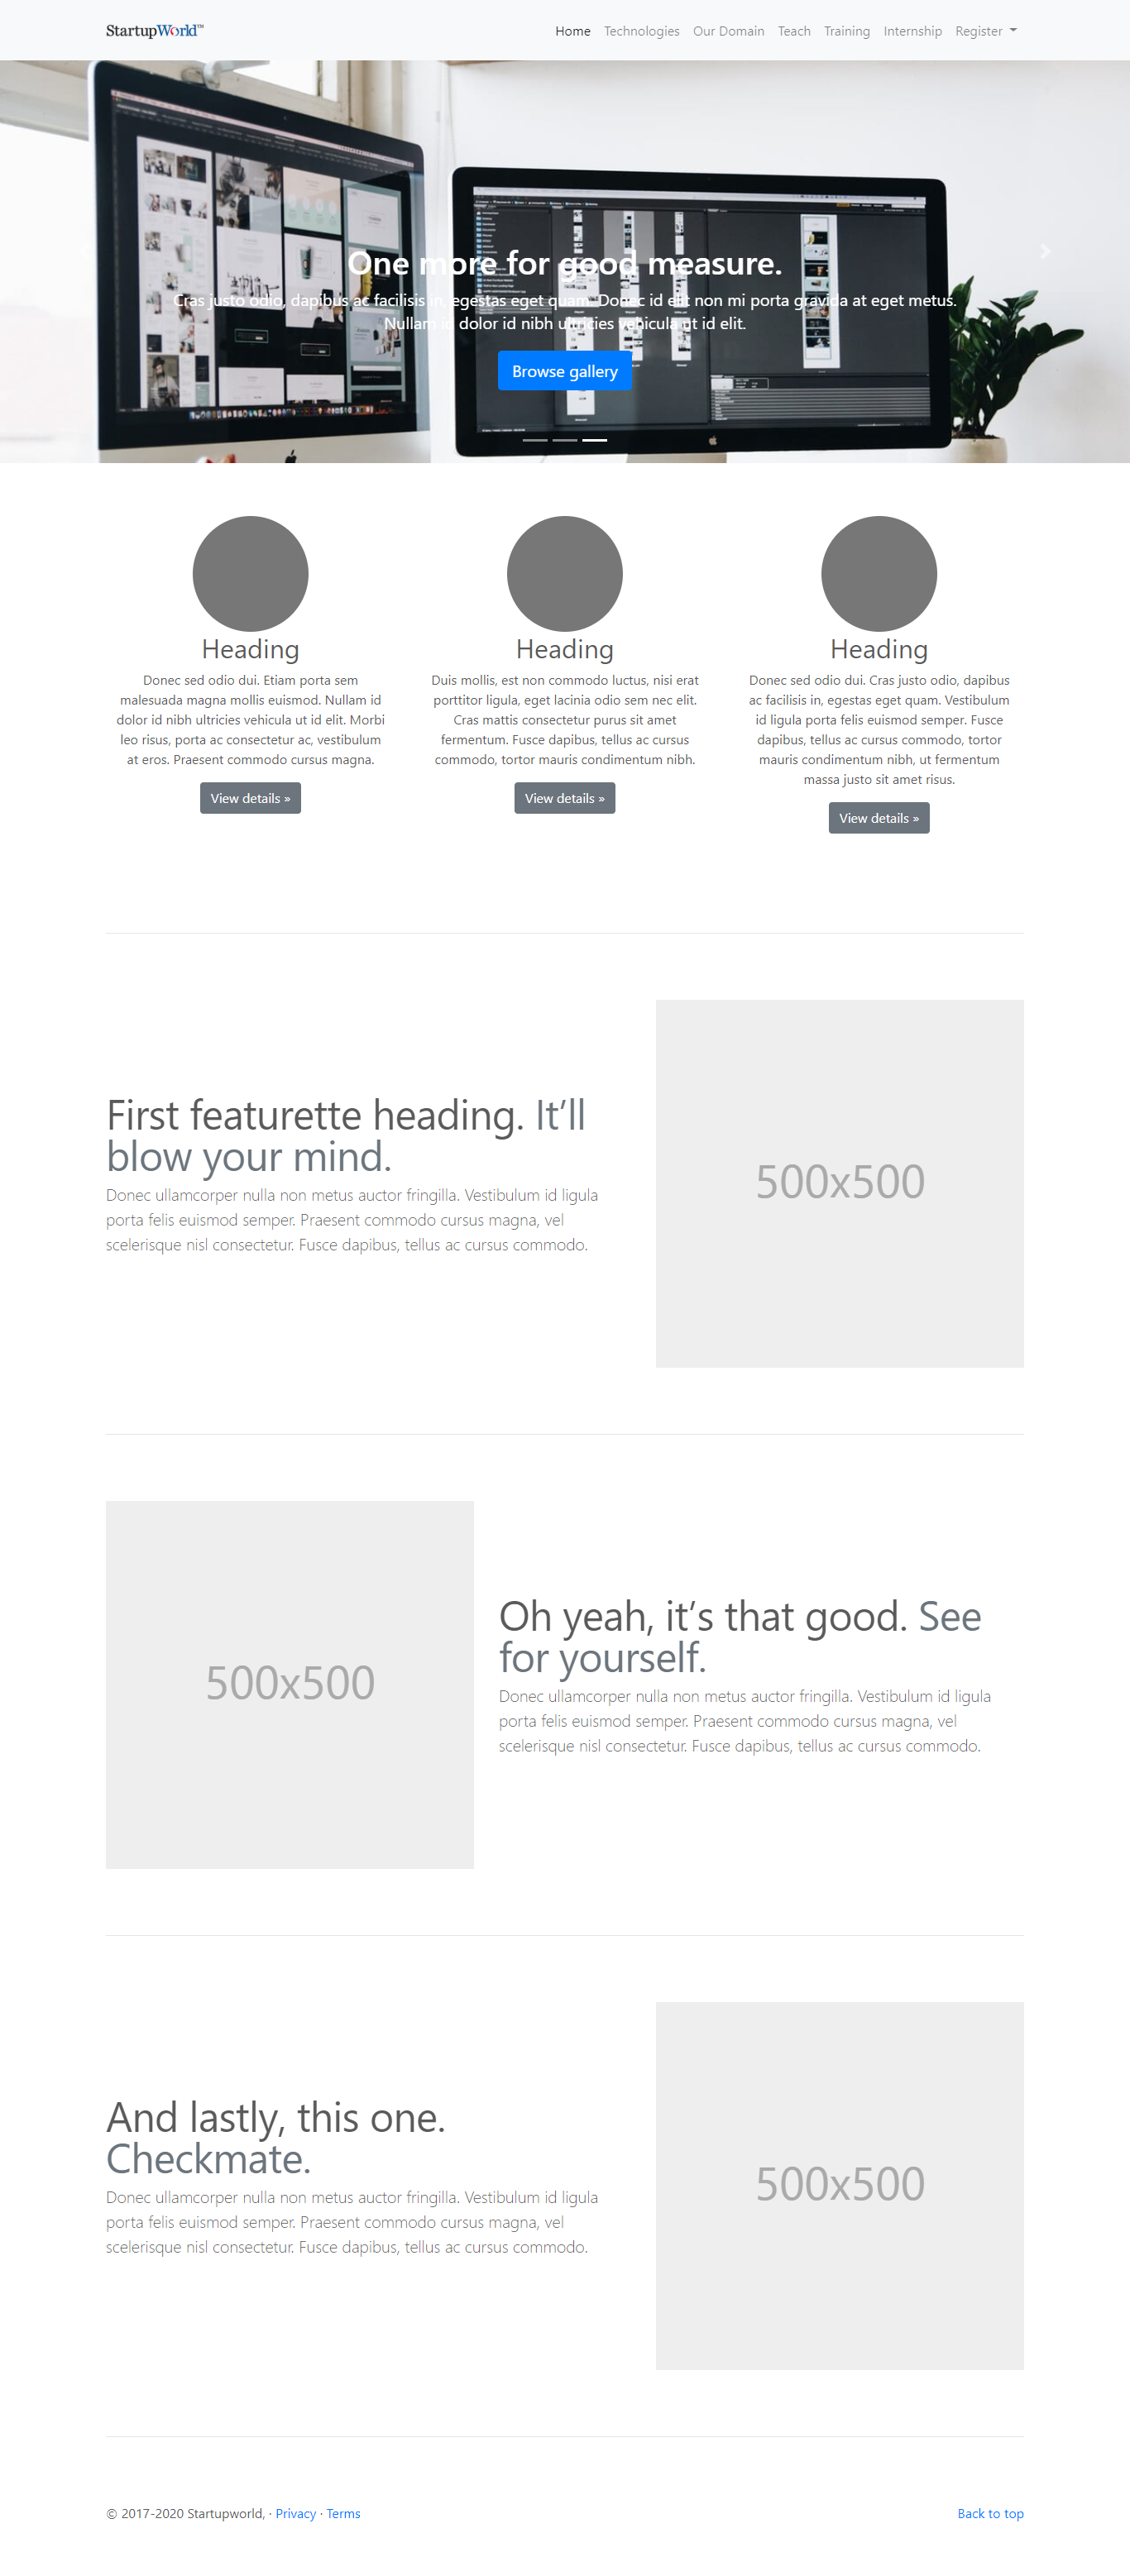 StartupWorld™
Home Technologies Our Domain Teach Training Internship Register
One more for good measure.
Cras justo odio, dapibus ac facilisis in, egestas eget quam. Donec id elit non mi porta gravida at eget metus.
Nullam id dolor id nibh ultricies vehicula ut id elit.
Browse gallery
Heading
Donec sed odio dui. Etiam porta sem
malesuada magna mollis euismod. Nullam id
dolor id nibh ultricies vehicula ut id elit. Morbi
leo risus, porta ac consectetur ac, vestibulum
at eros. Praesent commodo cursus magna.
View details »
Heading
Duis mollis, est non commodo luctus, nisi erat
porttitor ligula, eget lacinia odio sem nec elit.
Cras mattis consectetur purus sit amet
fermentum. Fusce dapibus, tellus ac cursus
commodo, tortor mauris condimentum nibh.
View details »
Heading
Donec sed odio dui. Cras justo odio, dapibus
ac facilisis in, egestas eget quam. Vestibulum
id ligula porta felis euismod semper. Fusce
dapibus, tellus ac cursus commodo, tortor
mauris condimentum nibh, ut fermentum
massa justo sit amet risus.
View details »
First featurette heading. It’ll
blow your mind.
Donec ullamcorper nulla non metus auctor fringilla. Vestibulum id ligula
porta felis euismod semper. Praesent commodo cursus magna, vel
scelerisque nisl consectetur. Fusce dapibus, tellus ac cursus commodo.
500x500
500x500
Oh yeah, it’s that good. See
for yourself.
Donec ullamcorper nulla non metus auctor fringilla. Vestibulum id ligula
porta felis euismod semper. Praesent commodo cursus magna, vel
scelerisque nisl consectetur. Fusce dapibus, tellus ac cursus commodo.
And lastly, this one.
Checkmate.
Donec ullamcorper nulla non metus auctor fringilla. Vestibulum id ligula
porta felis euismod semper. Praesent commodo cursus magna, vel
scelerisque nisl consectetur. Fusce dapibus, tellus ac cursus commodo.
500x500
© 2017-2020 Startupworld, · Privacy · Terms
Back to top